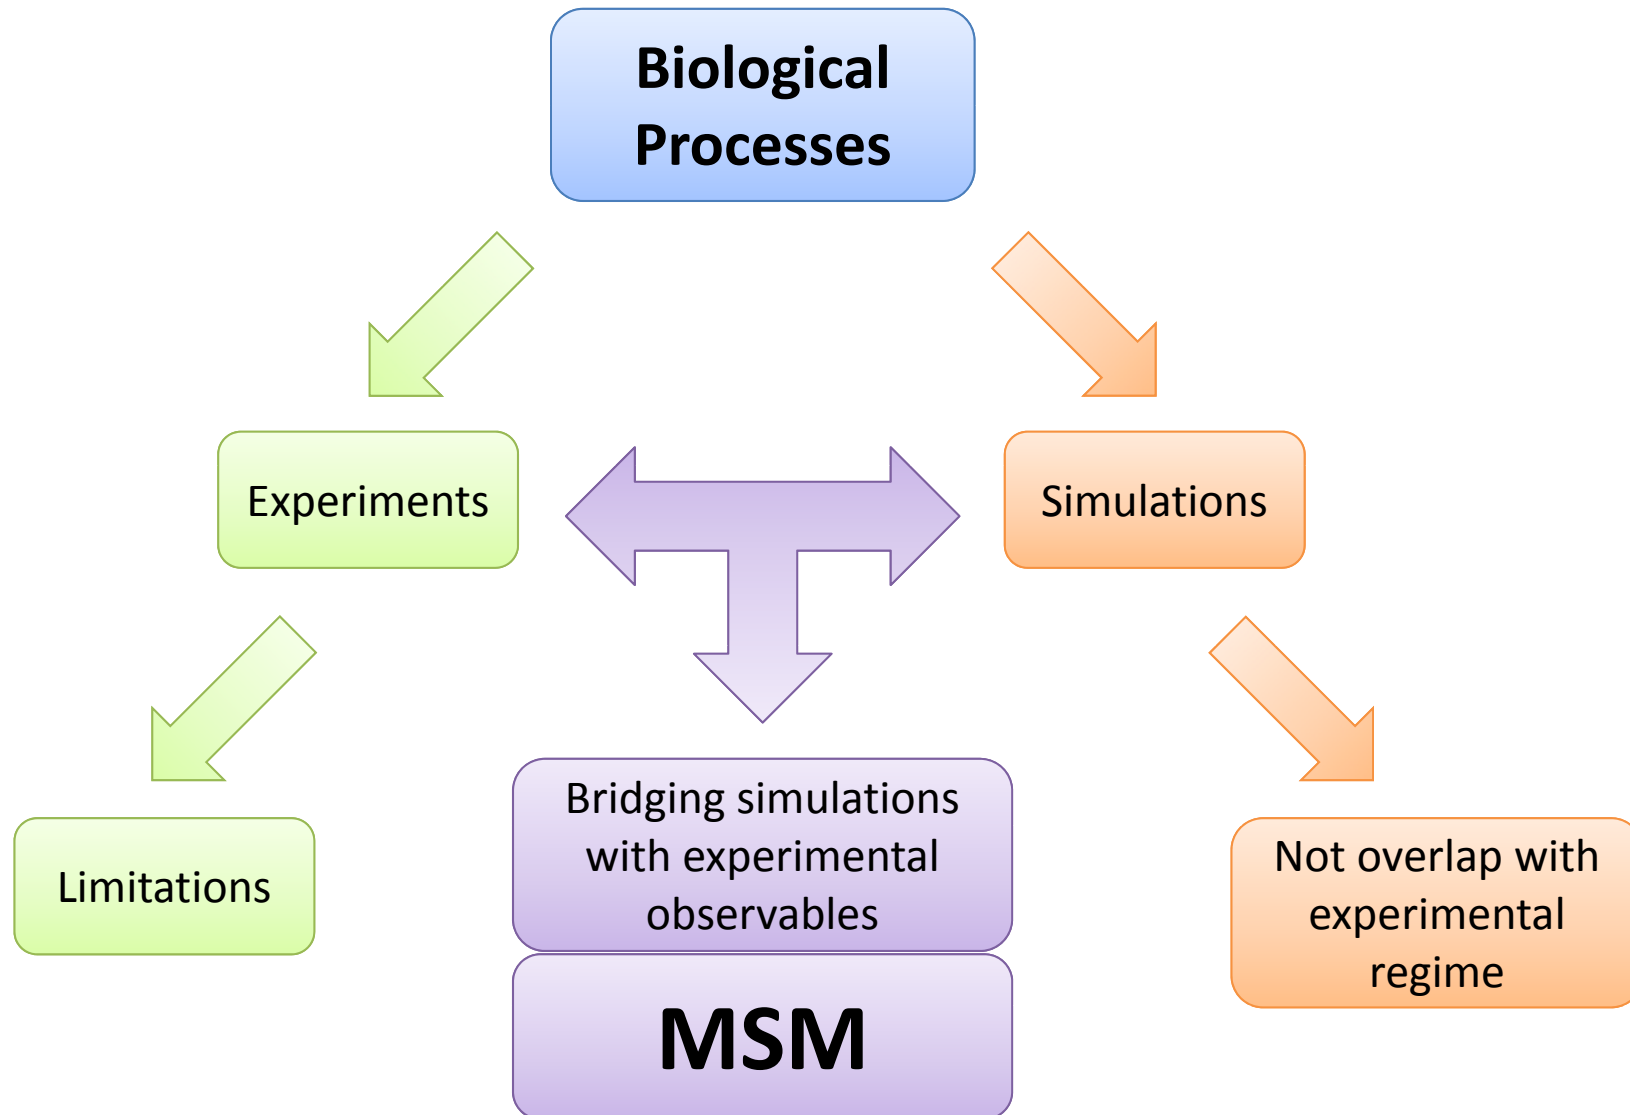 Biological
Processes
Experiments
Simulations
Limitations
Bridging simulations
with experimental
observables
MSM
Not overlap with
experimental
regime